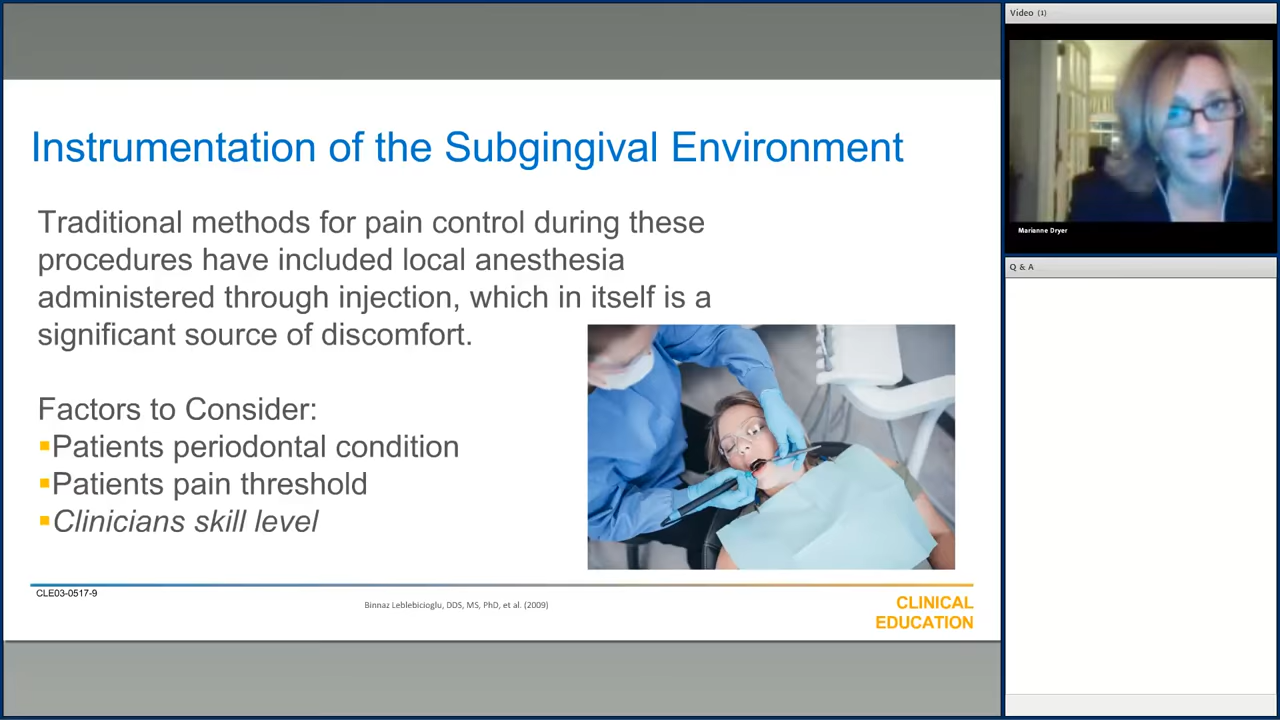 Instrumentation of the Subgingival Environment
Traditional methods for pain control during these
procedures have included local anesthesia
administered through injection, which in itself is a
significant source of discomfort.
Factors to Consider:
▪Patients periodontal condition
▪Patients pain threshold
▪Clinicians skill level
CLE03-0517-9
Binnaz Leblebicioglu, DDS, MS, PhD, et al. (2009)
CLINICAL
EDUCATION
Video (1)
Marianne Dryer
Q & A